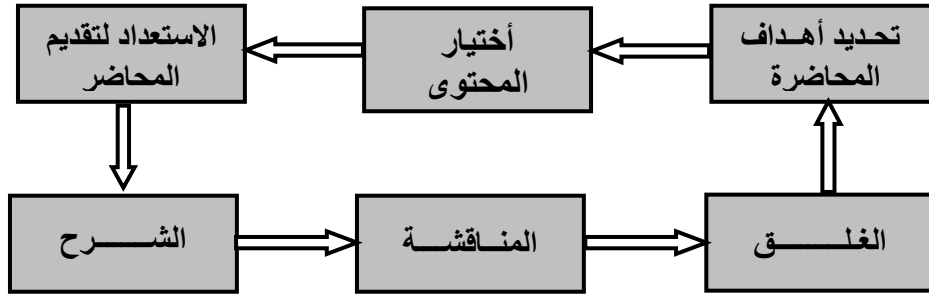 تحديد أهداف
المحاضرة
أختيار
المحتوى
الاستعداد لتقديم
المحاضر
الشرح
المناقشة
الغلق